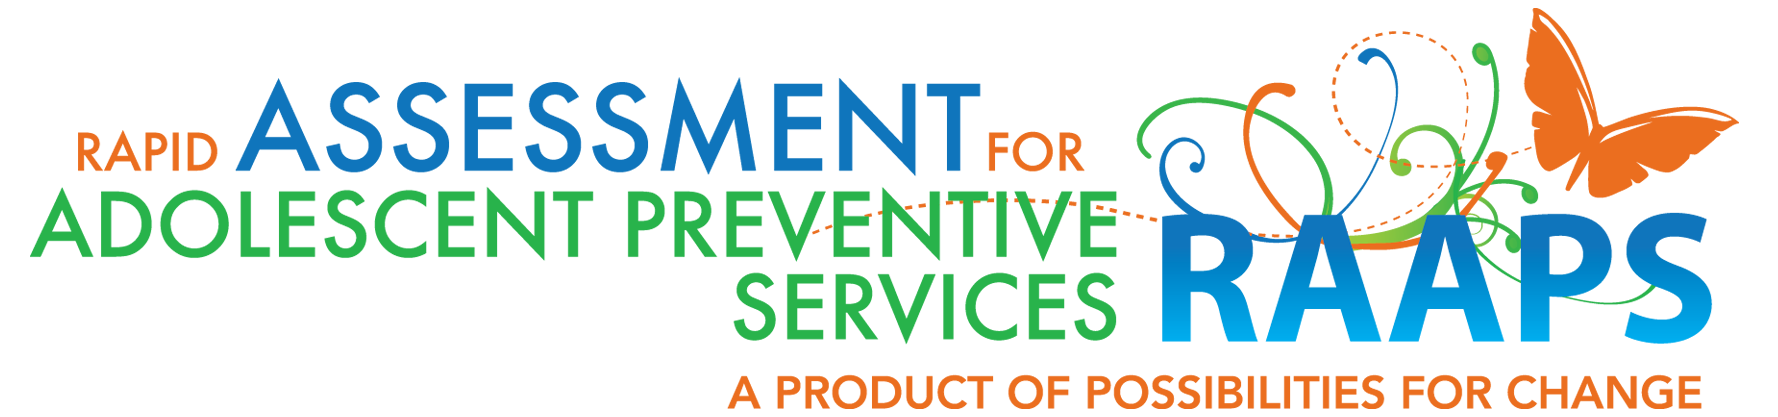 RAPID ASSESSMENT FOR
ADOLESCENT PREVENTIVE
SERVICES
RAAPS
A PRODUCT OF POSSIBILITIES FOR CHANGE